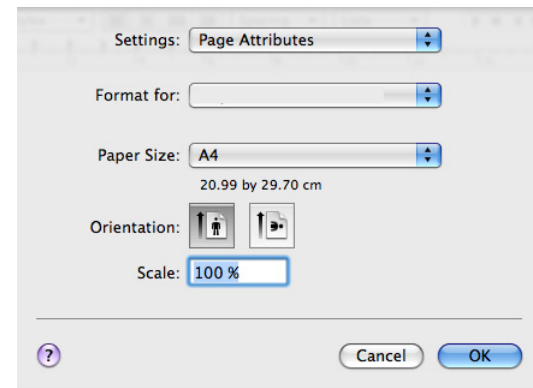 Settings: Page Attributes
Format for:
Paper Size: A4
20.99 by 29.70 cm
Orientation:
Scale: 100 %
? Cancel OK